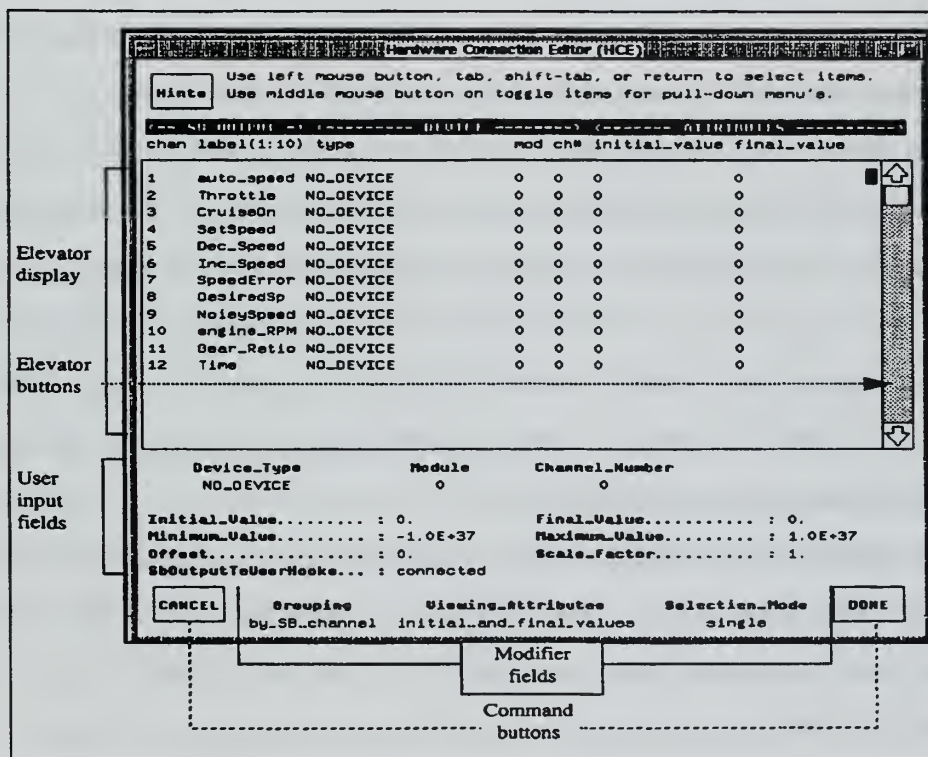 Hardware Connection Editor (HCE)
Hints
Use left mouse button, tab, shift-tab, or return to select items.
Use middle mouse button on toggle items for pull-down menu's.
<--- SB OUTPUT -> <-------- DEVICE -------> <------- ATTRIBUTES -------->
chan label(1:10) type mod ch# initial_value final_value
1 auto_speed NO_DEVICE 0 0 0 0
2 Throttle NO_DEVICE 0 0 0 0
3 CruiseOn NO_DEVICE 0 0 0 0
4 SetSpeed NO_DEVICE 0 0 0 0
5 Dec_Speed NO_DEVICE 0 0 0 0
6 Inc_Speed NO_DEVICE 0 0 0 0
7 SpeedError NO_DEVICE 0 0 0 0
8 DesiredSp NO_DEVICE 0 0 0 0
9 NoisySpeed NO_DEVICE 0 0 0 0
10 engine_RPM NO_DEVICE 0 0 0 0
11 Gear_Ratio NO_DEVICE 0 0 0 0
12 Time NO_DEVICE 0 0 0 0
Elevator
display
Elevator
buttons
User
input
fields
Device_Type Module Channel_Number
NO_DEVICE 0 0
Initial_Value......... : 0. Final_Value........... : 0.
Minimum_Value......... : -1.0E+37 Maximum_Value......... : 1.0E+37
Offset................ : 0. Scale_Factor.......... : 1.
SbOutputToUserHooks... : connected
CANCEL
Grouping Viewing_Attributes Selection_Mode
by_SB_channel initial_and_final_values single
DONE
Modifier
fields
Command
buttons